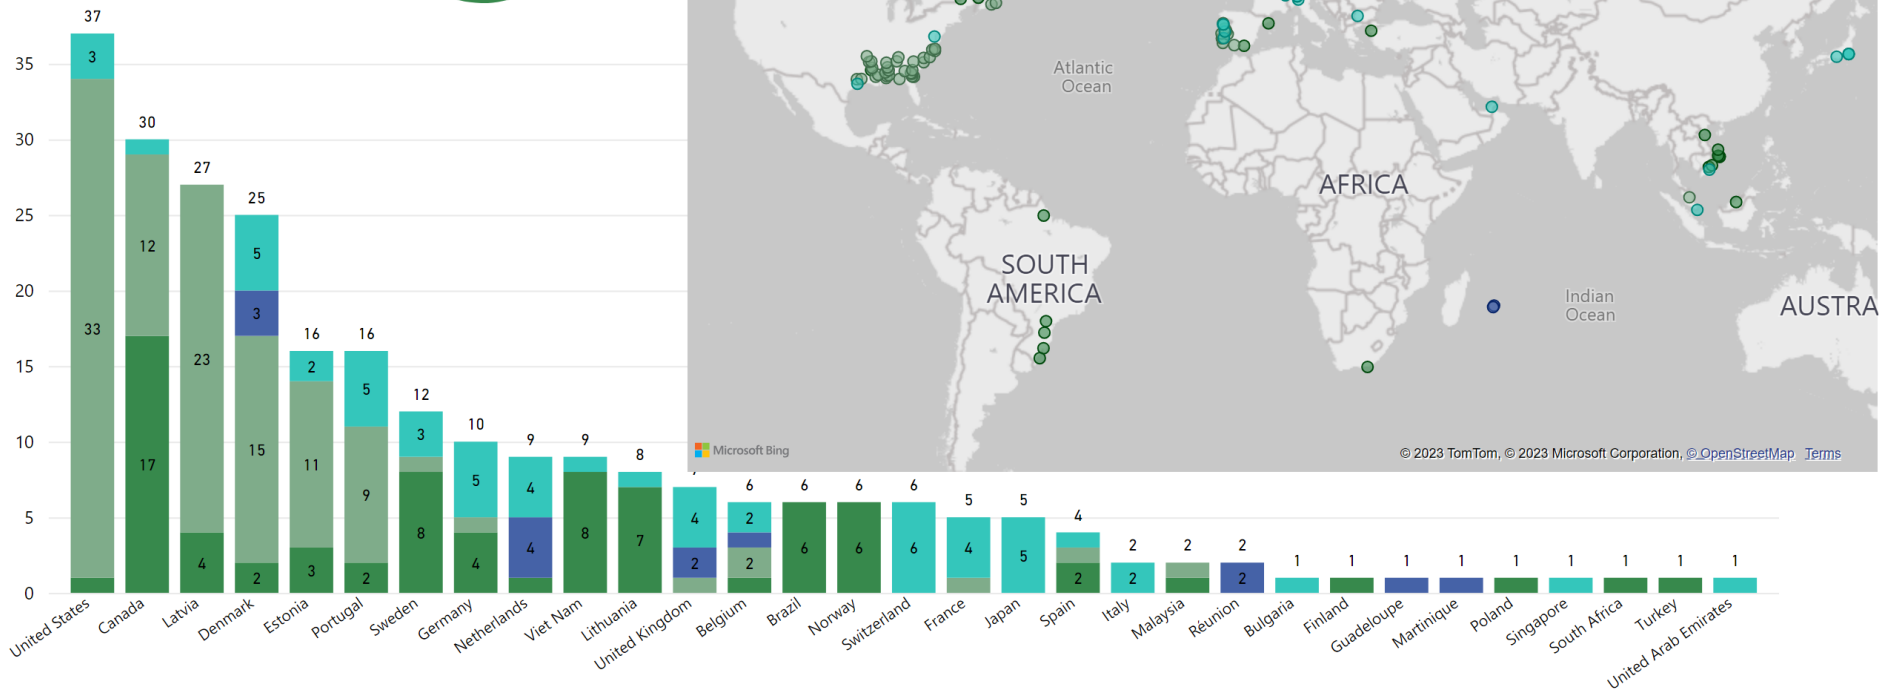 37
3
35
33
30
30
12
17
27
23
4
25
25
5
3
15
2
20
16
2
11
3
16
5
9
2
15
12
3
8
10
10
5
4
9
4
4
9
8
8
7
4
2
6
2
2
6
6
6
6
6
6
5
4
5
5
4
2
5
0
2
2
2
2
2
1
1
1
1
1
1
1
1
1
United States
Canada
Latvia
Denmark
Estonia
Portugal
Sweden
Germany
Netherlands
Viet Nam
Lithuania
United Kingdom
Belgium
Brazil
Norway
Switzerland
France
Japan
Spain
Italy
Malaysia
Réunion
Bulgaria
Finland
Guadeloupe
Martinique
Poland
Singapore
South Africa
Turkey
United Arab Emirates
Atlantic
Ocean
AFRICA
SOUTH
AMERICA
Indian
Ocean
AUSTRA
Microsoft Bing
© 2023 TomTom, © 2023 Microsoft Corporation, © OpenStreetMap Terms